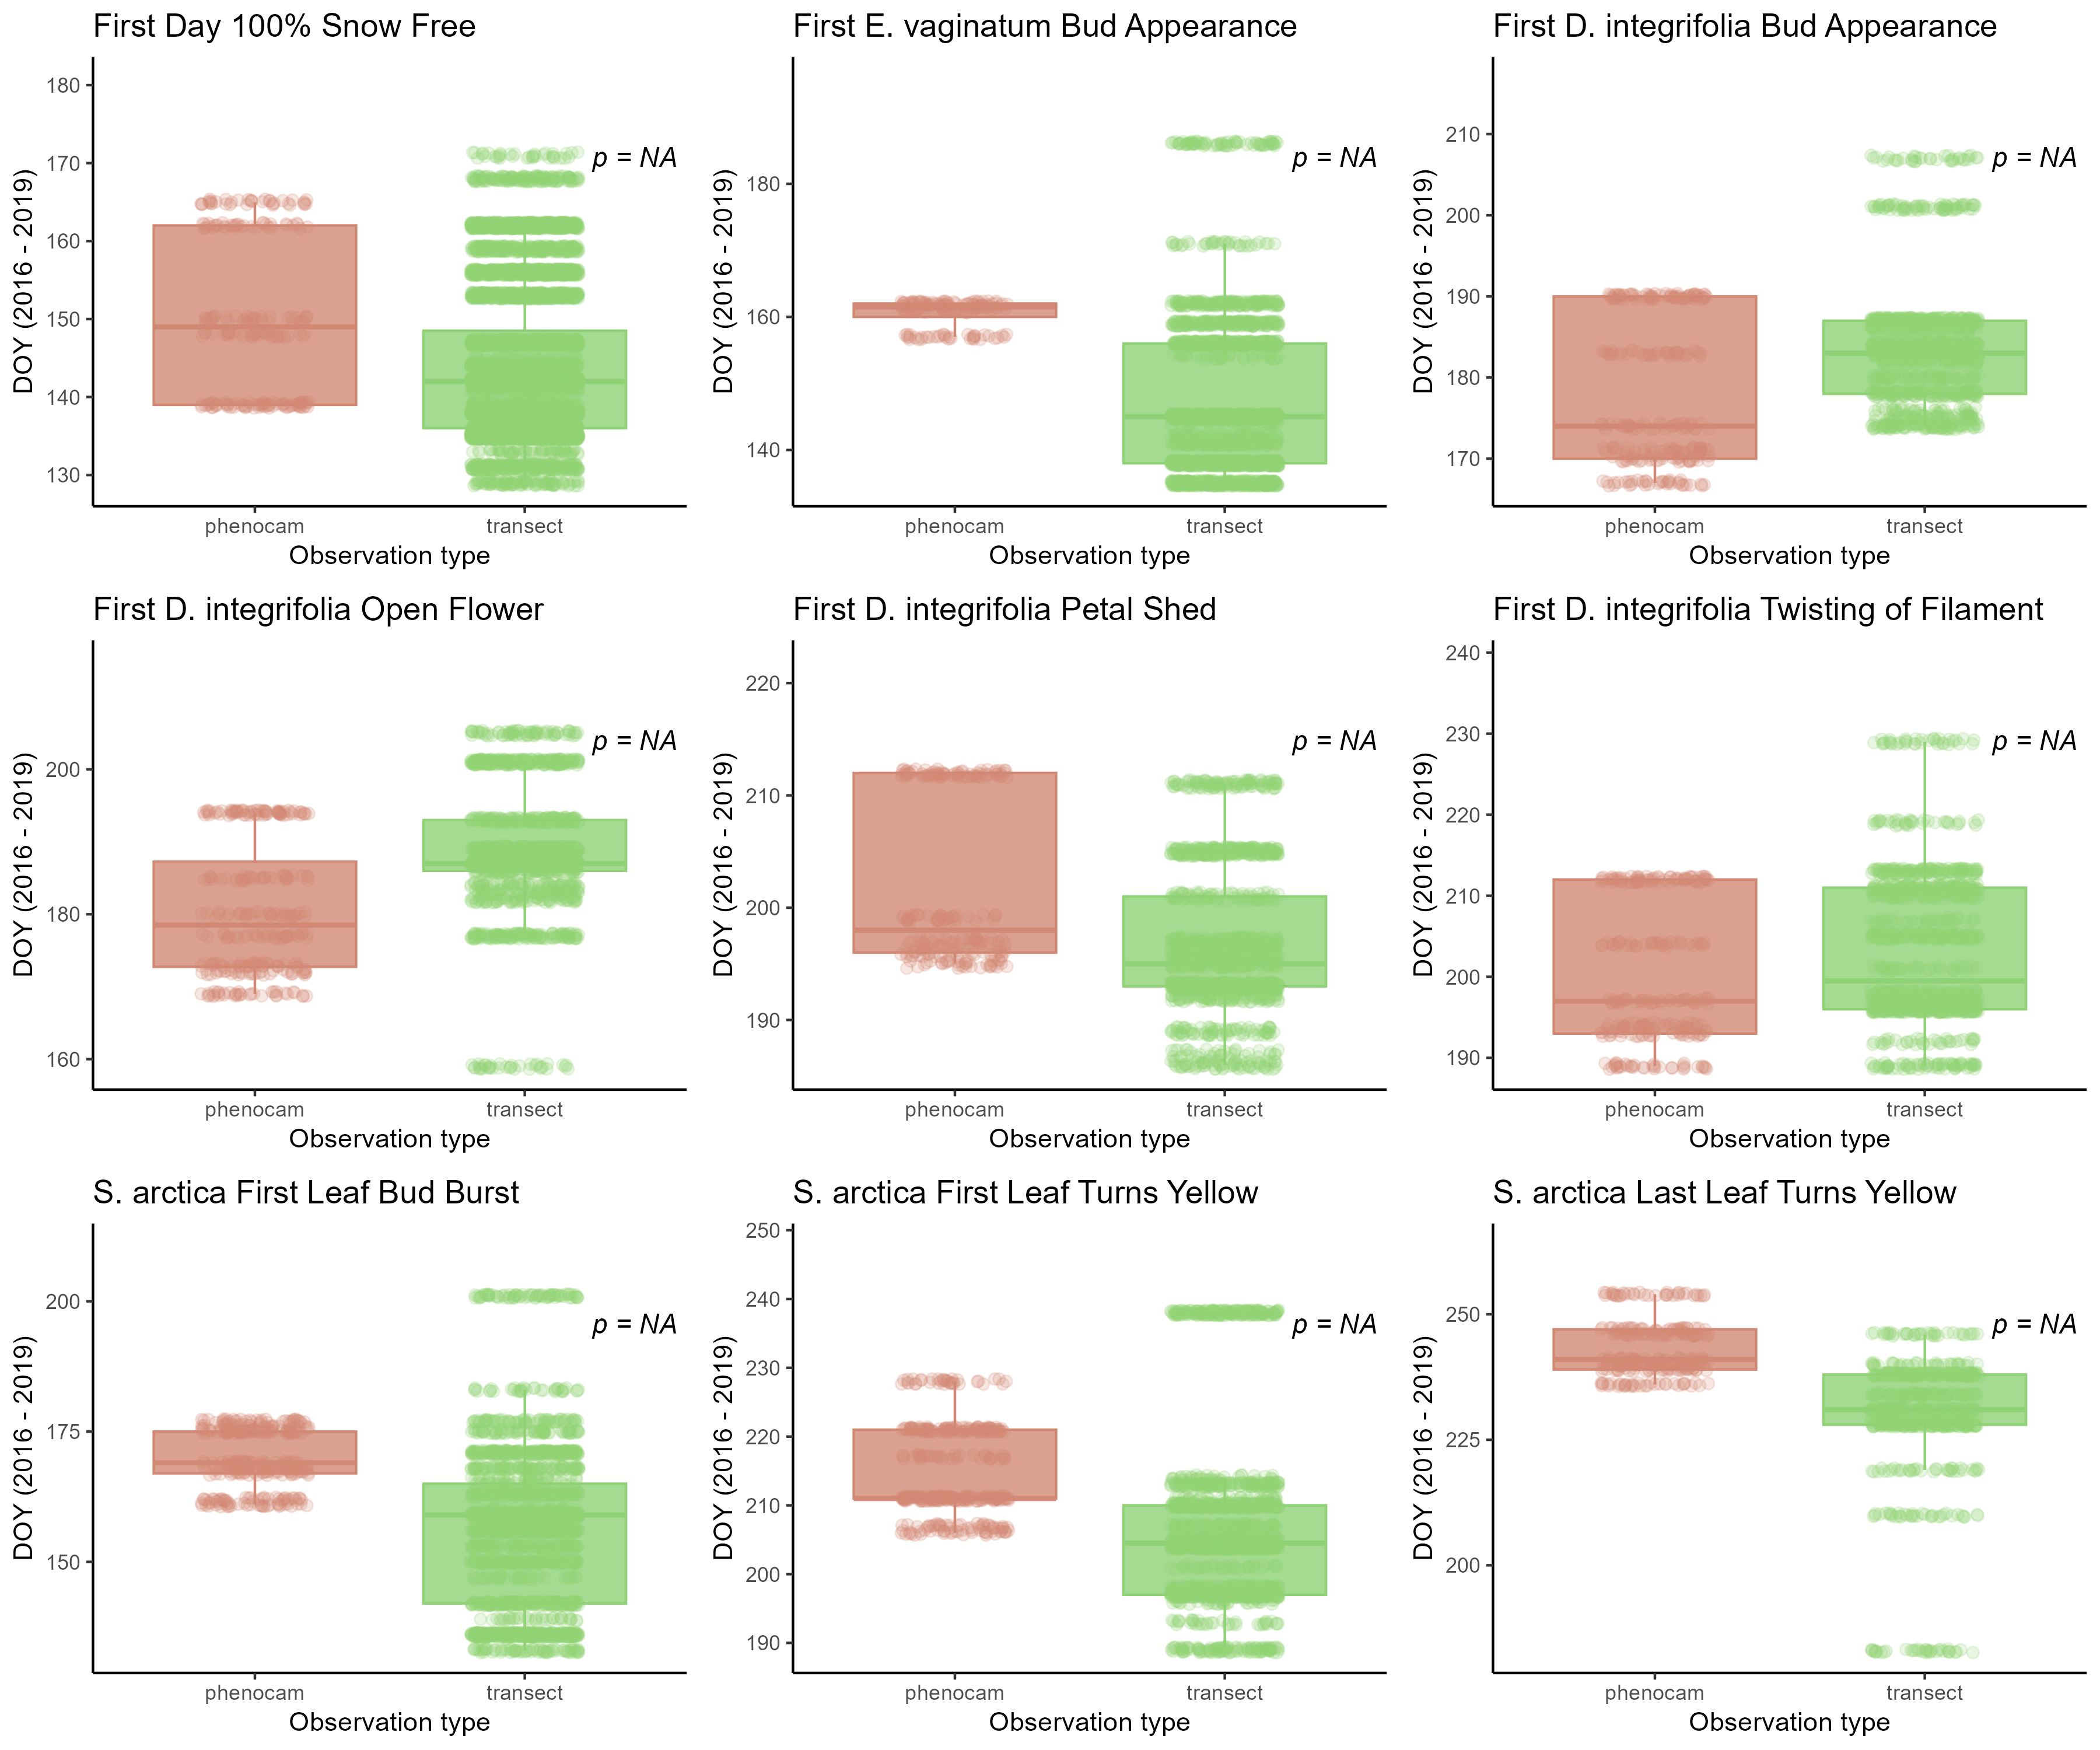 First Day 100% Snow Free
DOY (2016 - 2019)
180
170
160
150
140
130
p = NA
phenocam transect
Observation type
First E. vaginatum Bud Appearance
DOY (2016 - 2019)
180
160
140
p = NA
phenocam transect
Observation type
First D. integrifolia Bud Appearance
DOY (2016 - 2019)
210
200
190
180
170
p = NA
phenocam transect
Observation type
First D. integrifolia Open Flower
DOY (2016 - 2019)
200
180
160
p = NA
phenocam transect
Observation type
First D. integrifolia Petal Shed
DOY (2016 - 2019)
220
210
200
190
p = NA
phenocam transect
Observation type
First D. integrifolia Twisting of Filament
DOY (2016 - 2019)
240
230
220
210
200
190
p = NA
phenocam transect
Observation type
S. arctica First Leaf Bud Burst
DOY (2016 - 2019)
200
175
150
p = NA
phenocam transect
Observation type
S. arctica First Leaf Turns Yellow
DOY (2016 - 2019)
250
240
230
220
210
200
190
p = NA
phenocam transect
Observation type
S. arctica Last Leaf Turns Yellow
DOY (2016 - 2019)
250
225
200
p = NA
phenocam transect
Observation type